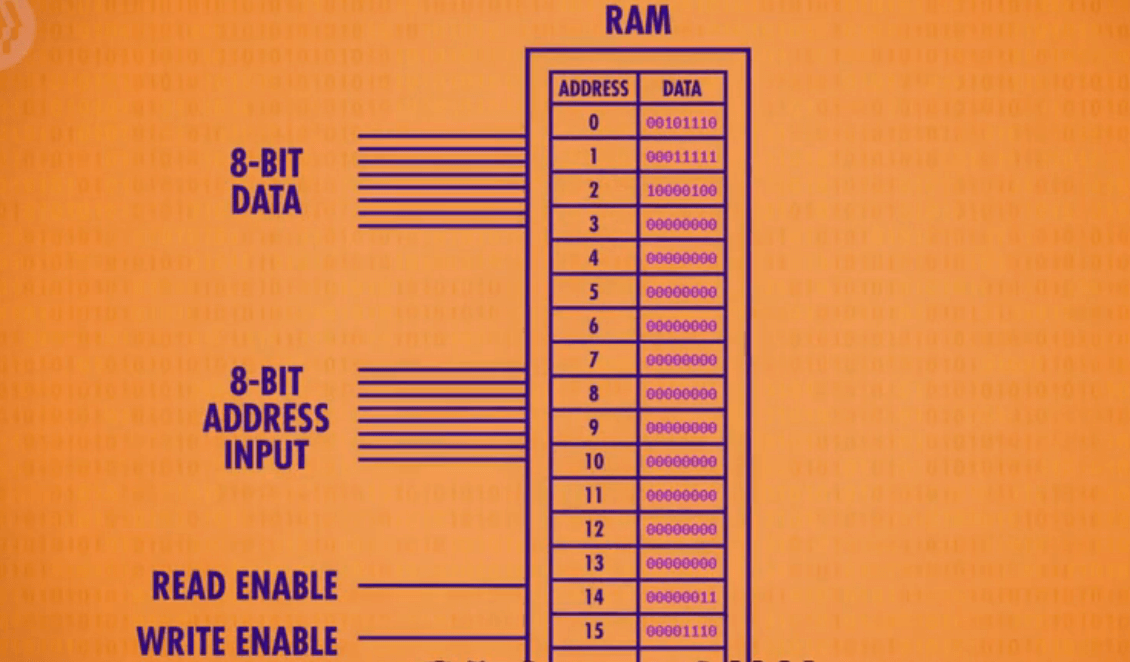 RAM
ADDRESS DATA
0 00101110
1 00011111
2 10000100
3 00000000
4 00000000
5 00000000
6 00000000
7 00000000
8 00000000
9 00000000
10 00000000
11 00000000
12 00000000
13 00000000
14 00000011
15 00001110
8-BIT
DATA
8-BIT
ADDRESS
INPUT
READ ENABLE
WRITE ENABLE